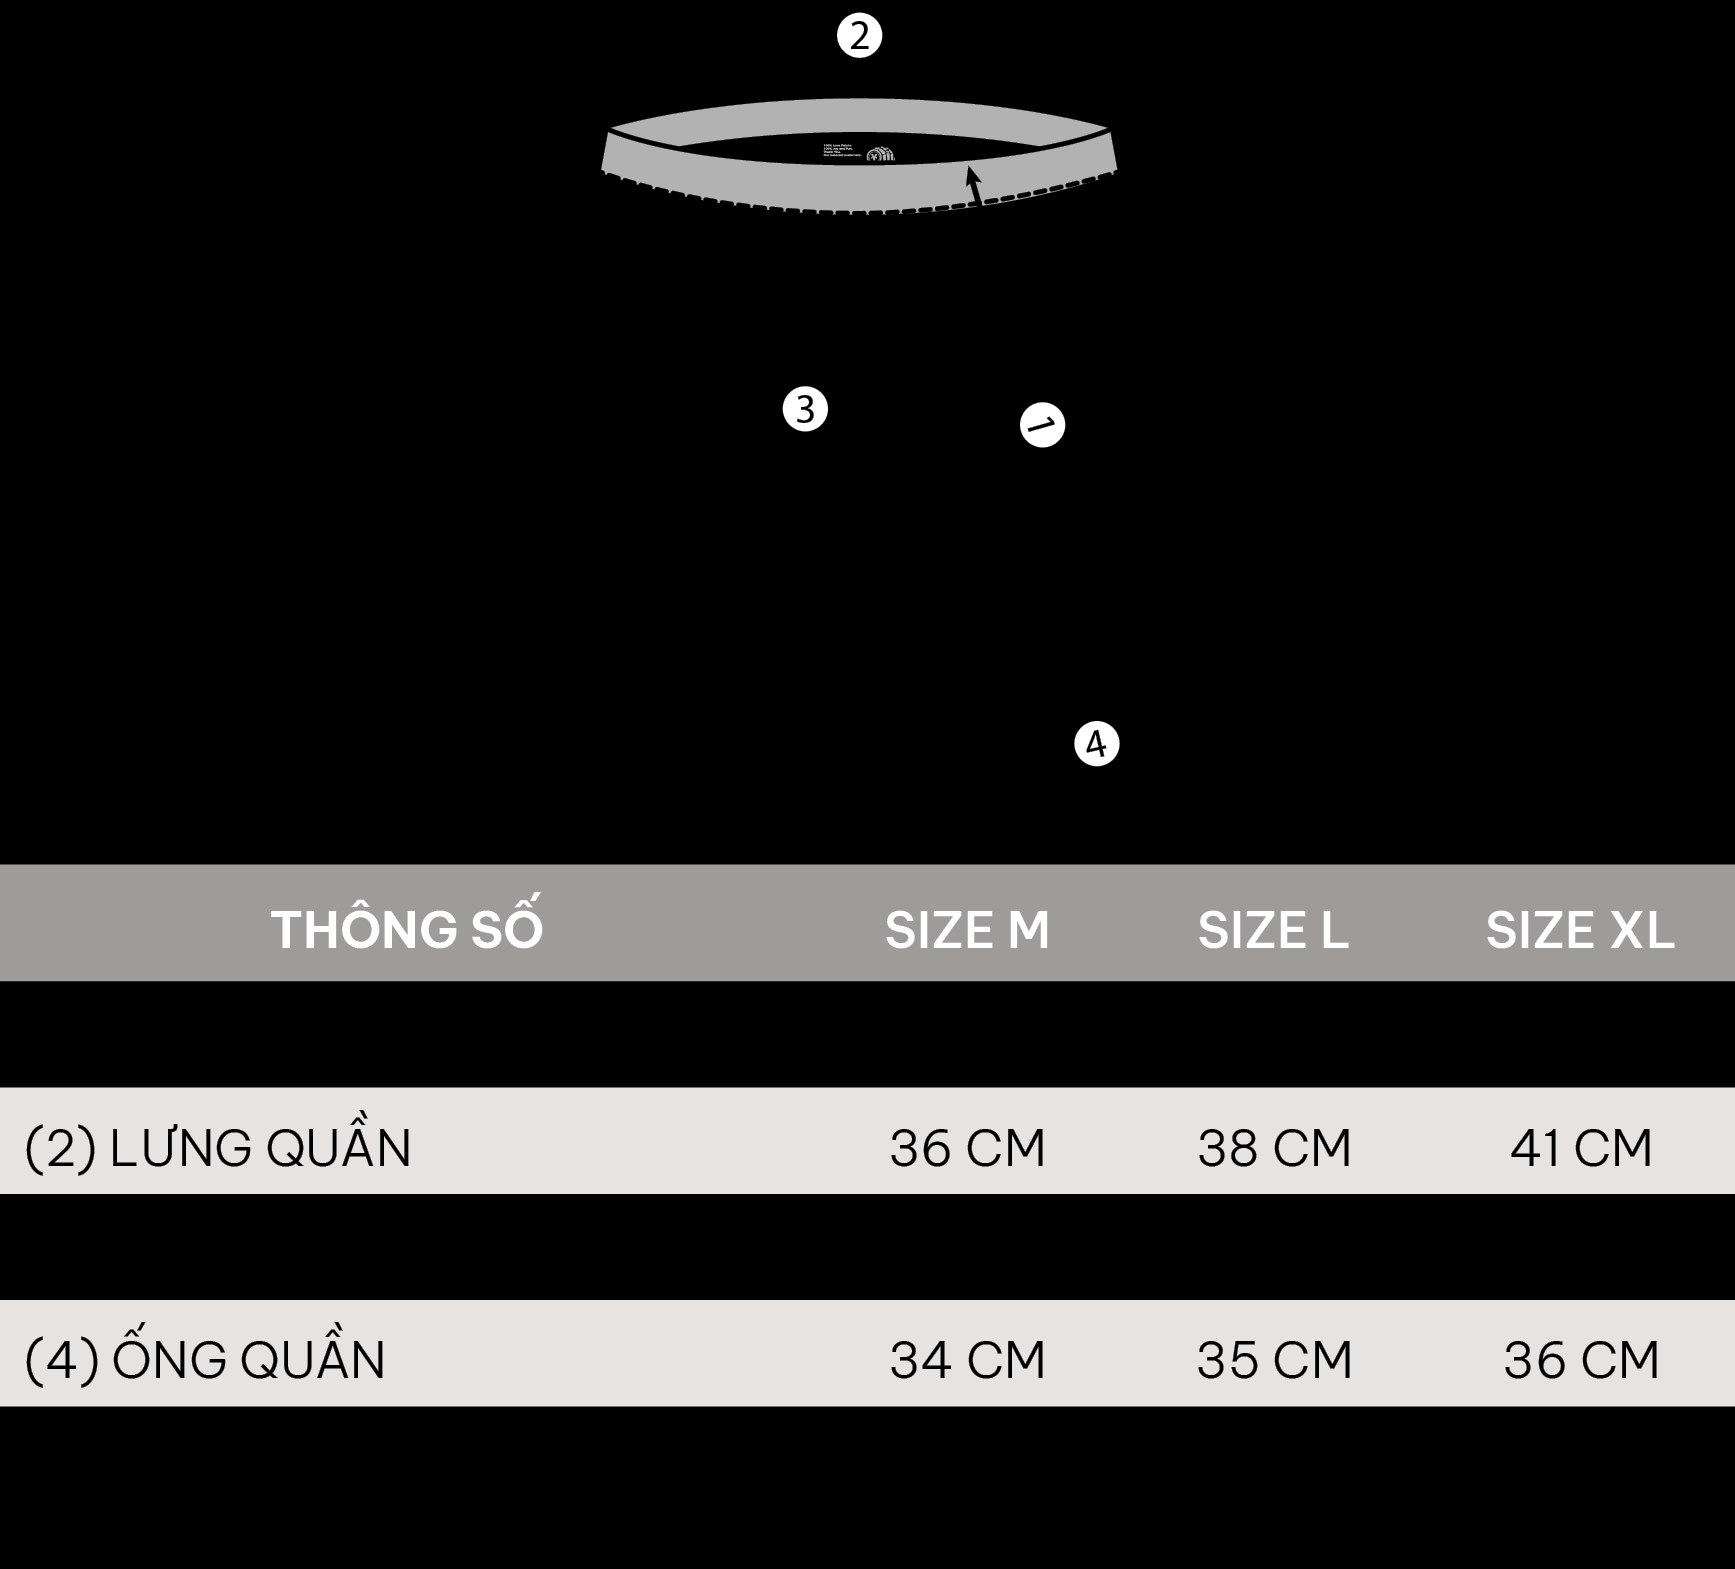 2
3
1
4
THÔNG SỐ SIZE M SIZE L SIZE XL
(2) LƯNG QUẦN 36 CM 38 CM 41 CM
(4) ỐNG QUẦN 34 CM 35 CM 36 CM